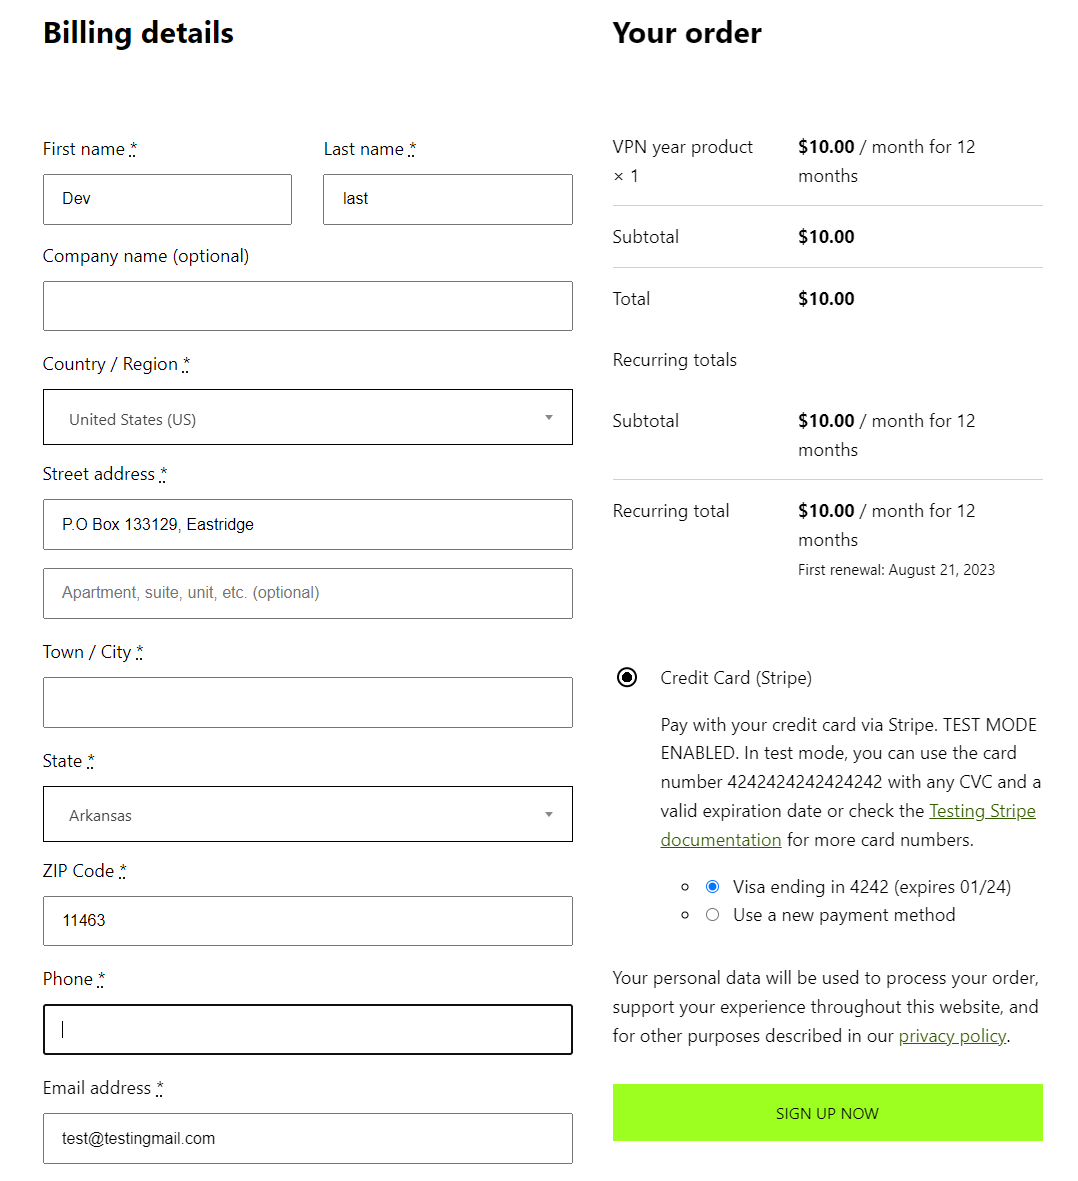 Billing details
First name *
Last name *
Dev
last
Company name (optional)
Country / Region *
United States (US)
Street address *
P.O Box 133129, Eastridge
Apartment, suite, unit, etc. (optional)
Town / City *
State *
Arkansas
ZIP Code *
11463
Phone *
Email address *
test@testingmail.com
Your order
VPN year product
× 1
$10.00 / month for 12
months
Subtotal
$10.00
Total
$10.00
Recurring totals
Subtotal
$10.00 / month for 12
months
Recurring total
$10.00 / month for 12
months
First renewal: August 21, 2023
Credit Card (Stripe)
Pay with your credit card via Stripe. TEST MODE
ENABLED. In test mode, you can use the card
number 4242424242424242 with any CVC and a
valid expiration date or check the Testing Stripe
documentation for more card numbers.
Visa ending in 4242 (expires 01/24)
Use a new payment method
Your personal data will be used to process your order,
support your experience throughout this website, and
for other purposes described in our privacy policy.
SIGN UP NOW